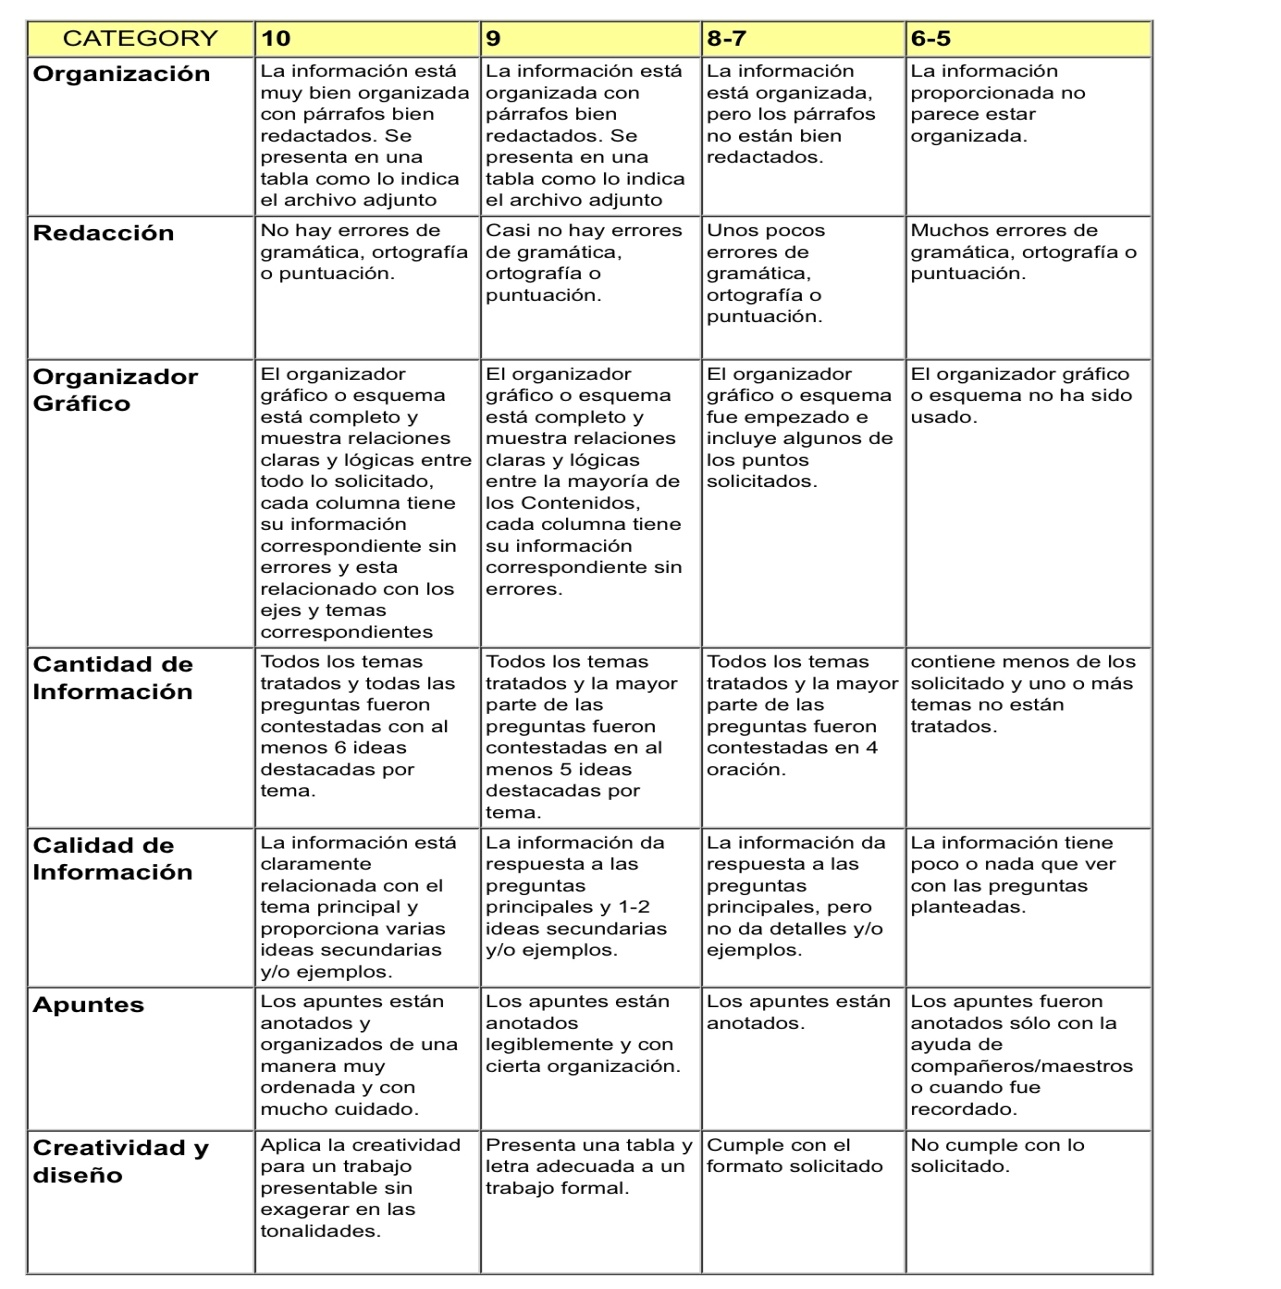 CATEGORY 10 9 8-7 6-5
Organización
La información está
muy bien organizada
con párrafos bien
redactados. Se
presenta en una
tabla como lo indica
el archivo adjunto
La información está
organizada con
párrafos bien
redactados. Se
presenta en una
tabla como lo indica
el archivo adjunto
La información
está organizada,
pero los párrafos
no están bien
redactados.
La información
proporcionada no
parece estar
organizada.
Redacción
No hay errores de
gramática, ortografía
o puntuación.
Casi no hay errores
de gramática,
ortografía o
puntuación.
Unos pocos
errores de
gramática,
ortografía o
puntuación.
Muchos errores de
gramática, ortografía o
puntuación.
Organizador
Gráfico
El organizador
gráfico o esquema
está completo y
muestra relaciones
claras y lógicas entre
todo lo solicitado,
cada columna tiene
su información
correspondiente sin
errores y esta
relacionado con los
ejes y temas
correspondientes
El organizador
gráfico o esquema
está completo y
muestra relaciones
claras y lógicas
entre la mayoría de
los Contenidos,
cada columna tiene
su información
correspondiente sin
errores.
El organizador
gráfico o esquema
fue empezado e
incluye algunos de
los puntos
solicitados.
El organizador gráfico
o esquema no ha sido
usado.
Cantidad de
Información
Todos los temas
tratados y todas las
preguntas fueron
contestadas con al
menos 6 ideas
destacadas por
tema.
Todos los temas
tratados y la mayor
parte de las
preguntas fueron
contestadas en al
menos 5 ideas
destacadas por
tema.
Todos los temas
tratados y la mayor
parte de las
preguntas fueron
contestadas en 4
oración.
contiene menos de los
solicitado y uno o más
temas no están
tratados.
Calidad de
Información
La información está
claramente
relacionada con el
tema principal y
proporciona varias
ideas secundarias
y/o ejemplos.
La información da
respuesta a las
preguntas
principales y 1-2
ideas secundarias
y/o ejemplos.
La información da
respuesta a las
preguntas
principales, pero
no da detalles y/o
ejemplos.
La información tiene
poco o nada que ver
con las preguntas
planteadas.
Apuntes
Los apuntes están
anotados y
organizados de una
manera muy
ordenada y con
mucho cuidado.
Los apuntes están
anotados
legiblemente y con
cierta organización.
Los apuntes están
anotados.
Los apuntes fueron
anotados sólo con la
ayuda de
compañeros/maestros
o cuando fue
recordado.
Creatividad y
diseño
Aplica la creatividad
para un trabajo
presentable sin
exagerar en las
tonalidades.
Presenta una tabla y
letra adecuada a un
trabajo formal.
Cumple con el
formato solicitado
No cumple con lo
solicitado.